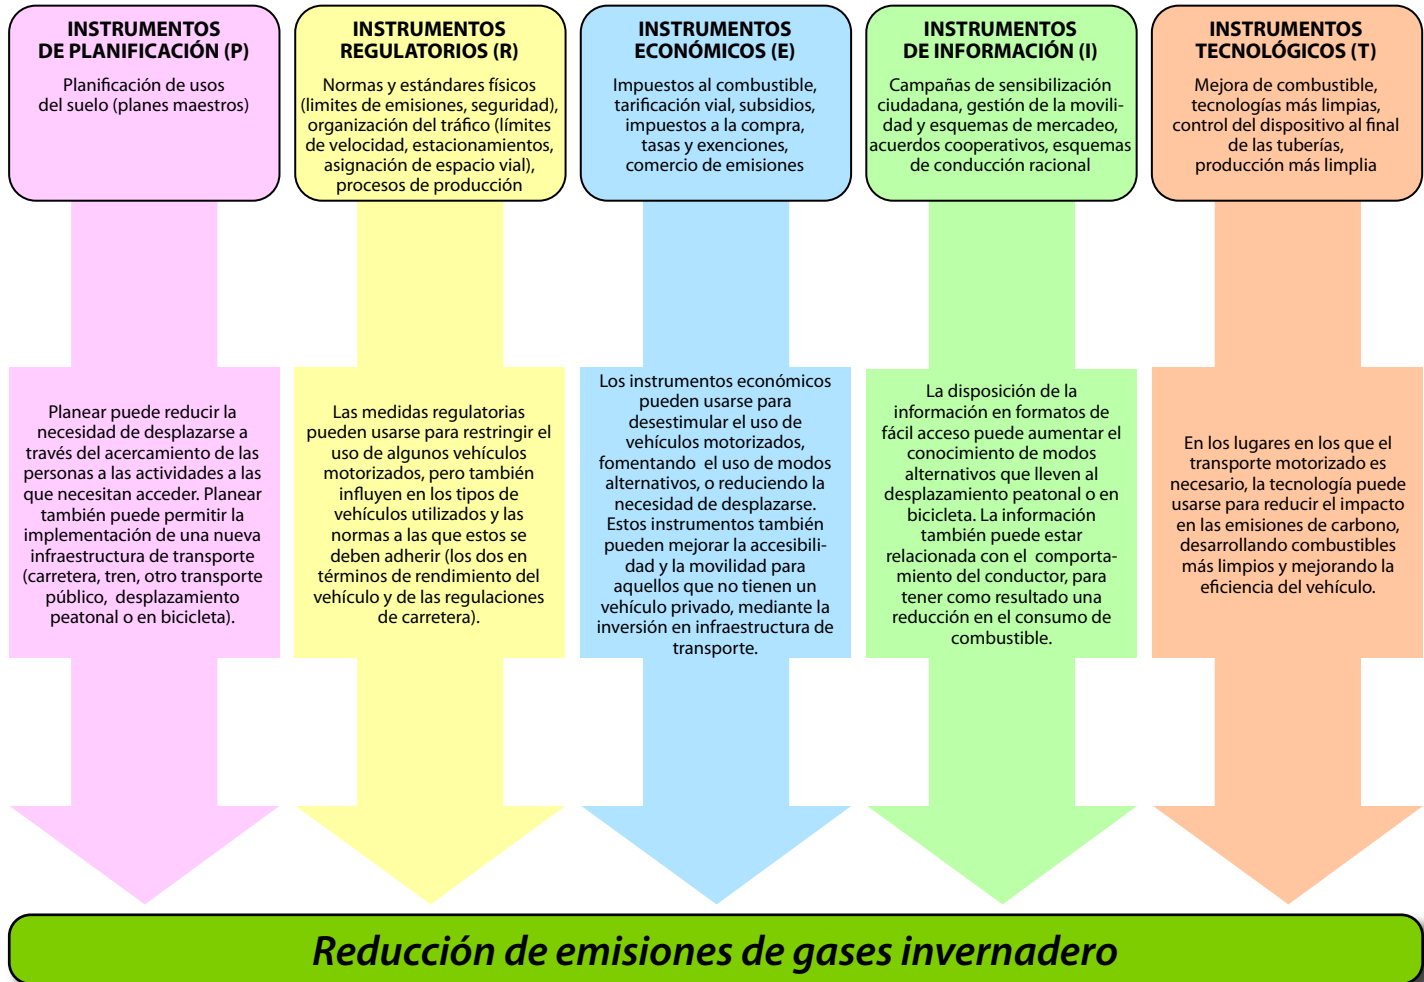 INSTRUMENTOS
DE PLANIFICACIÓN (P)
Planificación de usos
del suelo (planes maestros)
INSTRUMENTOS
REGULATORIOS (R)
Normas y estándares físicos
(limites de emisiones, seguridad),
organización del tráfico (límites
de velocidad, estacionamientos,
asignación de espacio vial),
procesos de producción
INSTRUMENTOS
ECONÓMICOS (E)
Impuestos al combustible,
tarificación vial, subsidios,
impuestos a la compra,
tasas y exenciones,
comercio de emisiones
INSTRUMENTOS
DE INFORMACIÓN (I)
Campañas de sensibilización
ciudadana, gestión de la movili-
dad y esquemas de mercadeo,
acuerdos cooperativos, esquemas
de conducción racional
INSTRUMENTOS
TECNOLÓGICOS (T)
Mejora de combustible,
tecnologías más limpias,
control del dispositivo al final
de las tuberías,
producción más limplia
Planear puede reducir la
necesidad de desplazarse a
través del acercamiento de las
personas a las actividades a las
que necesitan acceder. Planear
también puede permitir la
implementación de una nueva
infraestructura de transporte
(carretera, tren, otro transporte
público, desplazamiento
peatonal o en bicicleta).
Las medidas regulatorias
pueden usarse para restringir el
uso de algunos vehículos
motorizados, pero también
influyen en los tipos de
vehículos utilizados y las
normas a las que estos se
deben adherir (los dos en
términos de rendimiento del
vehículo y de las regulaciones
de carretera).
Los instrumentos económicos
pueden usarse para
desestimular el uso de
vehículos motorizados,
fomentando el uso de modos
alternativos, o reduciendo la
necesidad de desplazarse.
Estos instrumentos también
pueden mejorar la accesibili-
dad y la movilidad para
aquellos que no tienen un
vehículo privado, mediante la
inversión en infraestructura de
transporte.
La disposición de la
información en formatos de
fácil acceso puede aumentar el
conocimiento de modos
alternativos que lleven al
desplazamiento peatonal o en
bicicleta. La información
también puede estar
relacionada con el comporta-
miento del conductor, para
tener como resultado una
reducción en el consumo de
combustible.
En los lugares en los que el
transporte motorizado es
necesario, la tecnología puede
usarse para reducir el impacto
en las emisiones de carbono,
desarrollando combustibles
más limpios y mejorando la
eficiencia del vehículo.
Reducción de emisiones de gases invernadero